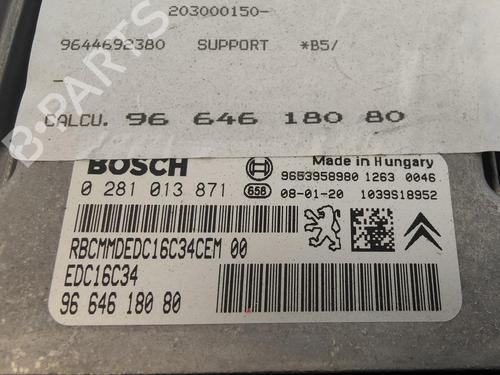 203000150-
9644692380 SUPPORT *B5/
-
CALCU. 96 646 180 80
BOSCH
Made in Hungary
9653958980 1263 0046
0 281 013 871
658
08-01-20 1039S18952
RBCMMDEDC16C34CEM 00
EDC16C34
96 646 180 80
B-PARTS